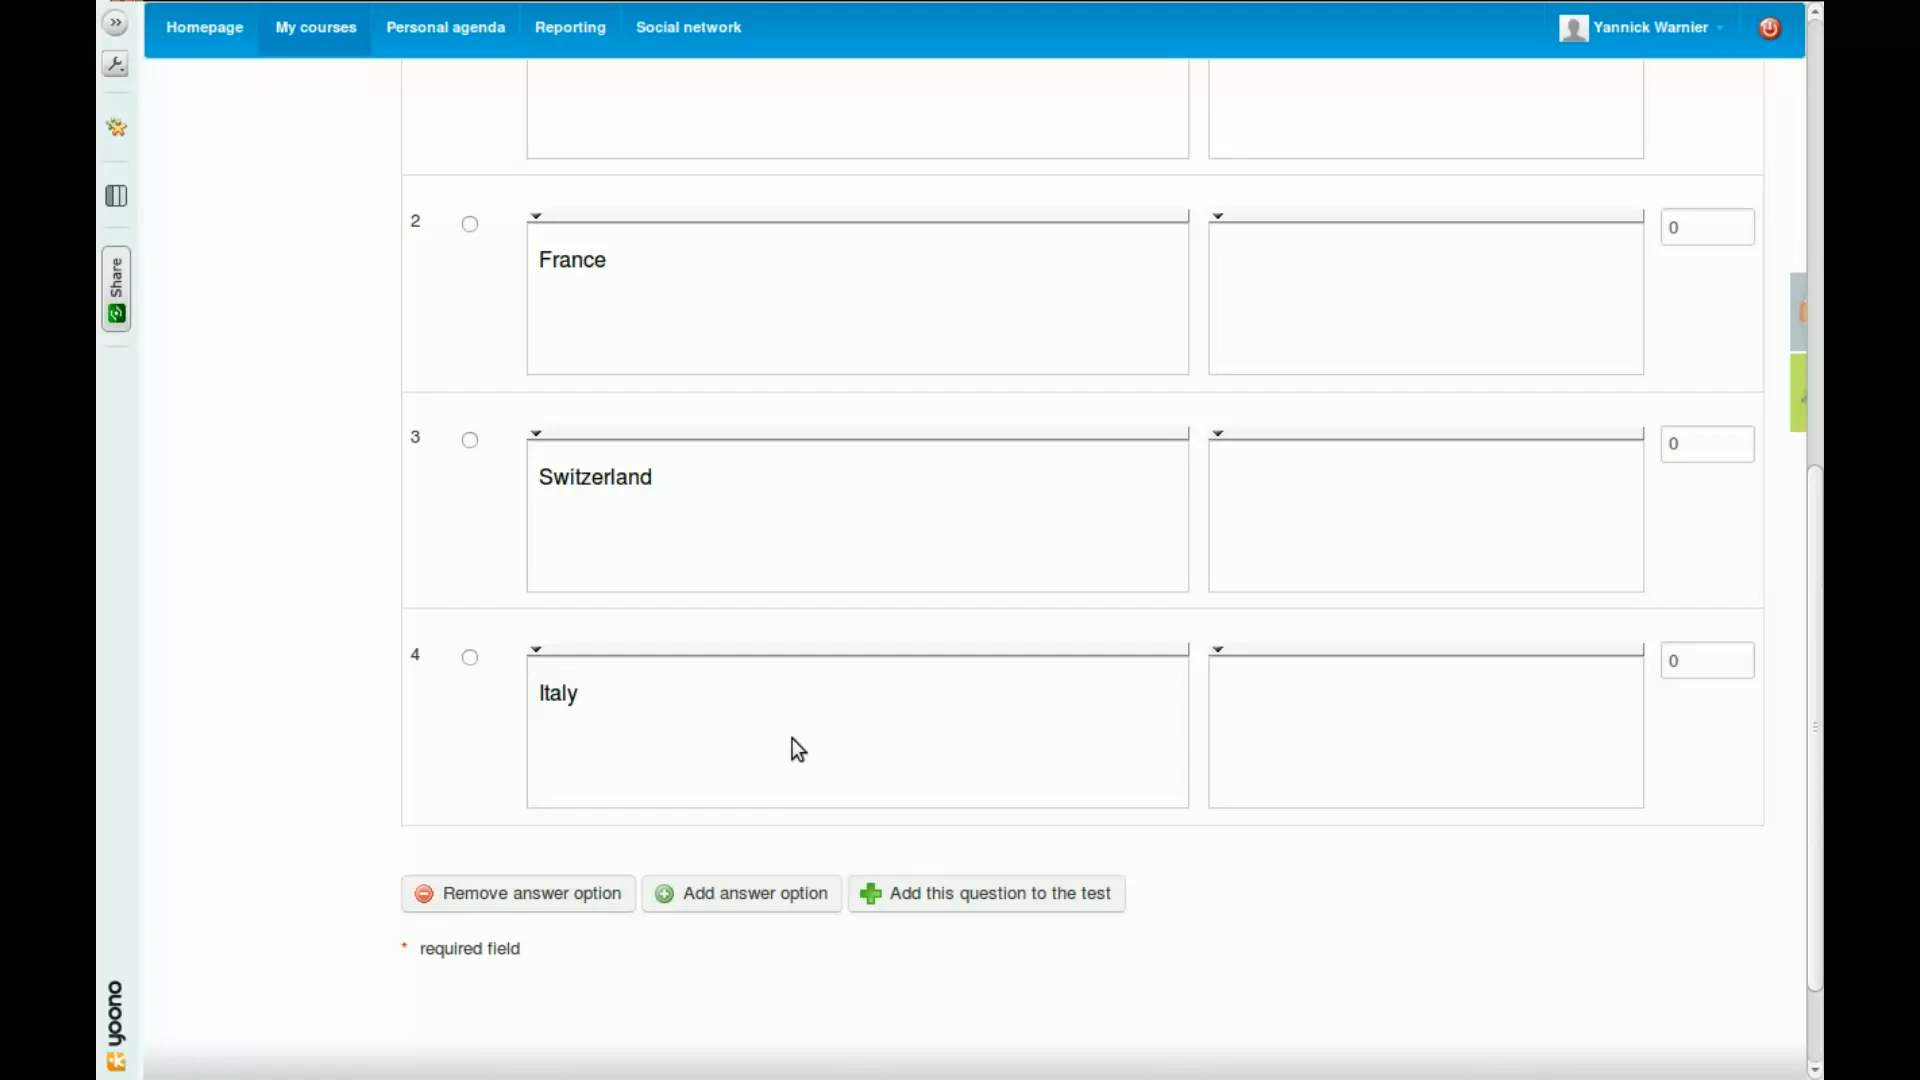 Homepage My courses Personal agenda Reporting Social network Yannick Warnier
Share
2 France 0
3 Switzerland 0
4 Italy 0
Remove answer option Add answer option Add this question to the test
* required field
yoono